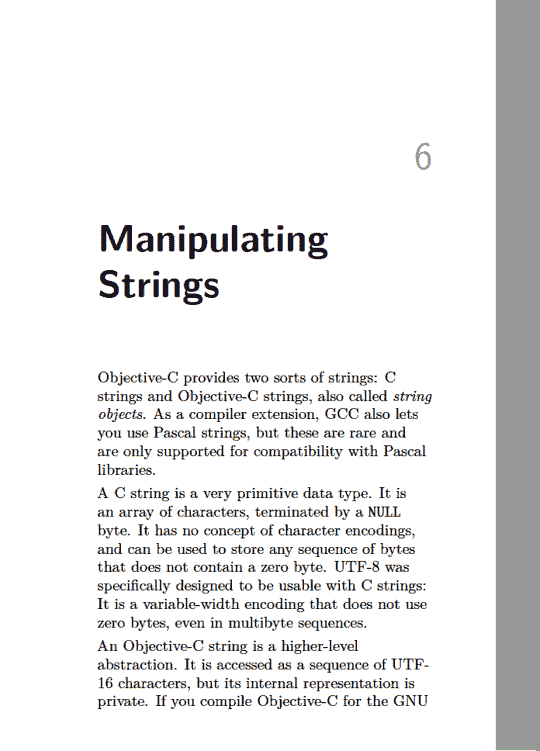 6
Manipulating
Strings
Objective-C provides two sorts of strings: C
strings and Objective-C strings, also called string
objects. As a compiler extension, GCC also lets
you use Pascal strings, but these are rare and
are only supported for compatibility with Pascal
libraries.
A C string is a very primitive data type. It is
an array of characters, terminated by a NULL
byte. It has no concept of character encodings,
and can be used to store any sequence of bytes
that does not contain a zero byte. UTF-8 was
specifically designed to be usable with C strings:
It is a variable-width encoding that does not use
zero bytes, even in multibyte sequences.
An Objective-C string is a higher-level
abstraction. It is accessed as a sequence of UTF-
16 characters, but its internal representation is
private. If you compile Objective-C for the GNU